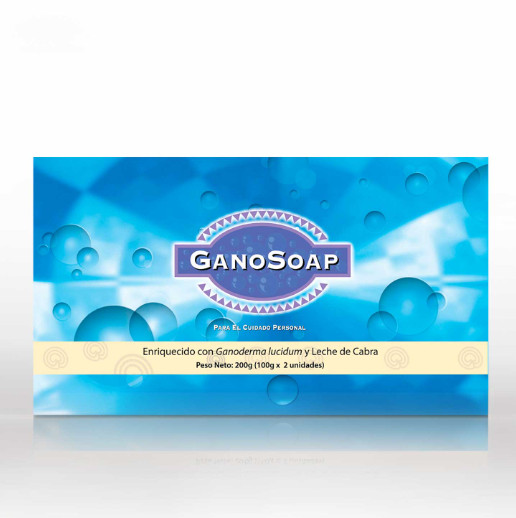 GANOSOAP
PARA EL CUIDADO PERSONAL
Enriquecido con Ganoderma lucidum y Leche de Cabra
Peso Neto: 200g (100g x 2 unidades)